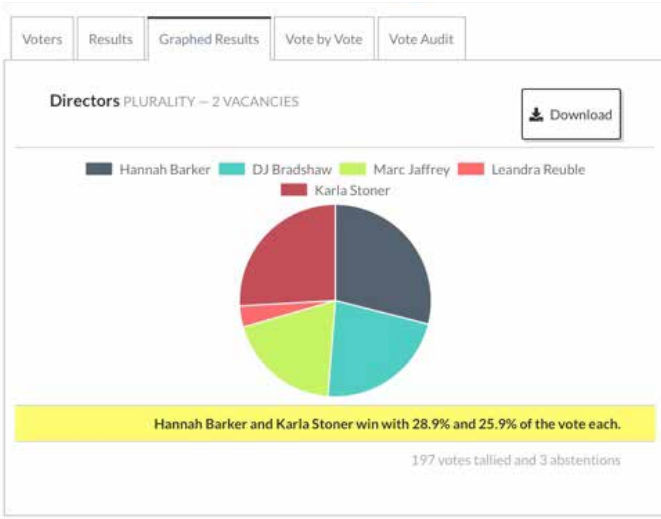 Voters Results Graphed Results Vote by Vote Vote Audit
Directors PLURALITY — 2 VACANCIES
Download
Hannah Barker DJ Bradshaw Marc Jaffrey Leandra Reuble
Karla Stoner
Hannah Barker and Karla Stoner win with 28.9% and 25.9% of the vote each.
197 votes tallied and 3 abstentions